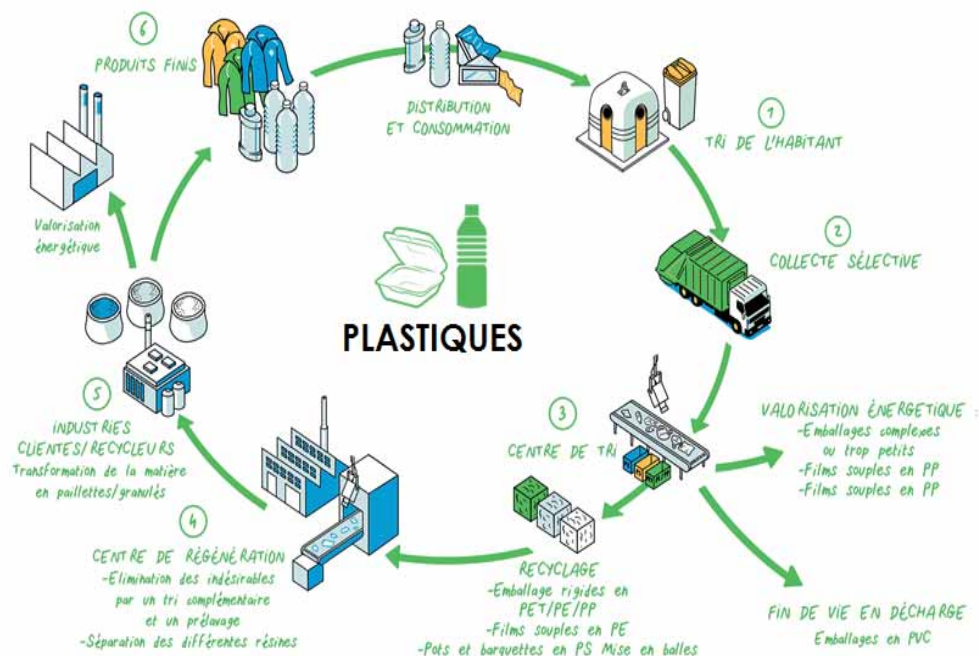 6
PRODUITS FINIS
DISTRIBUTION
ET CONSOMMATION
1
TRI DE L'HABITANT
2
COLLECTE SÉLECTIVE
PLASTIQUES
3
CENTRE DE TRI
VALORISATION ÉNERGETIQUE :
-Emballages complexes
ou trop petits
-Films souples en PP
-Films souples en PP
FIN DE VIE EN DÉCHARGE
Emballages en PVC
RECYCLAGE
-Emballage rigides en
PET/PE/PP
-Films souples en PE
-Pots et barquettes en PS Mise en balles
4
CENTRE DE RÉGÉNÉRATION
-Elimination des indésirables
par un tri complémentaire
et un prélavage
-Séparation des différentes résines
5
INDUSTRIES
CLIENTES/RECYCLEURS
Transformation de la matière
en paillettes/granulés
Valorisation
énergétique